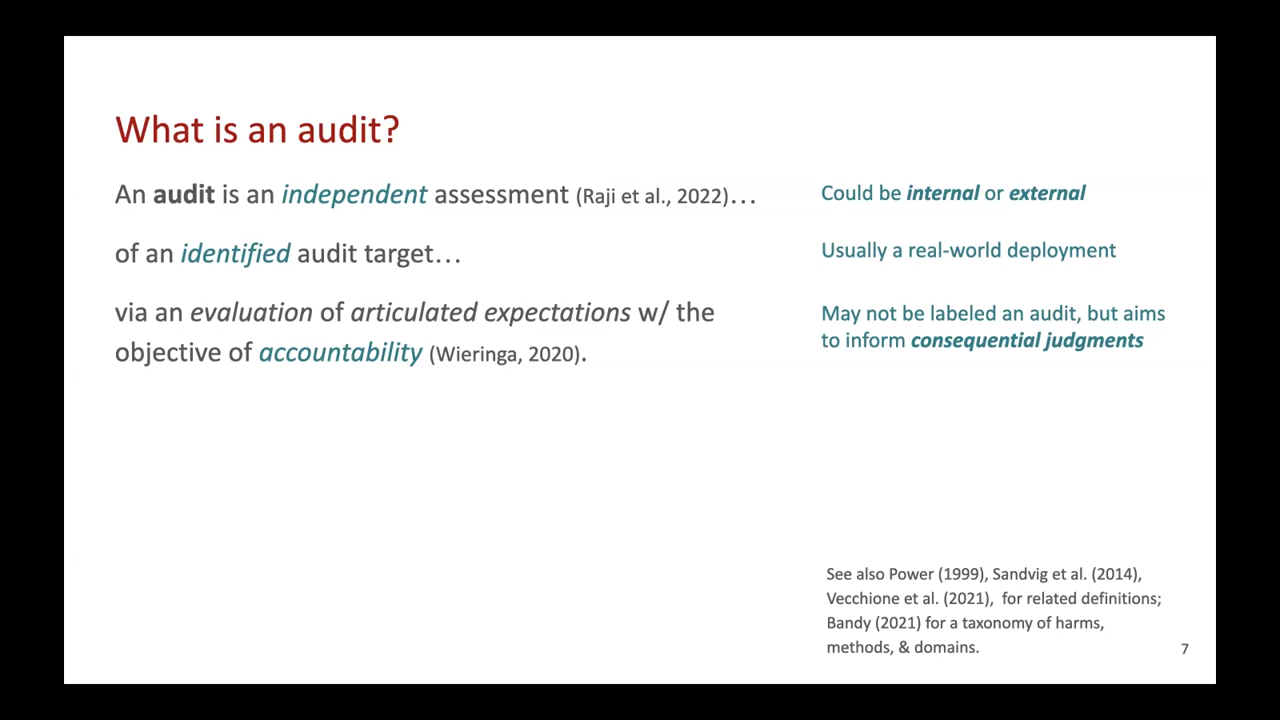 What is an audit?
An audit is an independent assessment (Raji et al., 2022)…
Could be internal or external
of an identified audit target…
Usually a real-world deployment
via an evaluation of articulated expectations w/ the
objective of accountability (Wieringa, 2020).
May not be labeled an audit, but aims
to inform consequential judgments
See also Power (1999), Sandvig et al. (2014),
Vecchione et al. (2021), for related definitions;
Bandy (2021) for a taxonomy of harms,
methods, & domains.
7